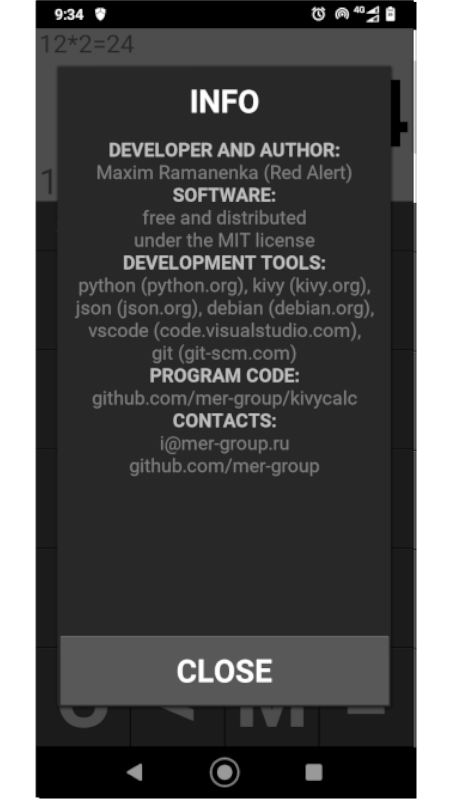 9:34
4G
12*2=24
INFO
DEVELOPER AND AUTHOR:
Maxim Ramanenka (Red Alert)
SOFTWARE:
free and distributed
under the MIT license
DEVELOPMENT TOOLS:
python (python.org), kivy (kivy.org),
json (json.org), debian (debian.org),
vscode (code.visualstudio.com),
git (git-scm.com)
PROGRAM CODE:
github.com/mer-group/kivycalc
CONTACTS:
i@mer-group.ru
github.com/mer-group
CLOSE